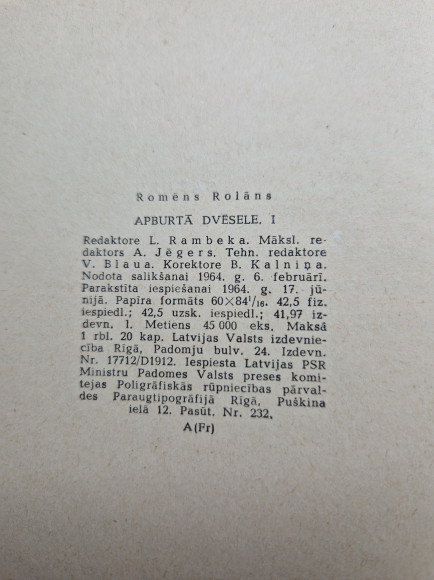 Romēns Rolāns
APBURTĀ DVĒSELE, I
Redaktore L. Rambeka. Māksl. re-
daktors A. Jēgers. Tehn. redaktore
V. Blaua. Korektore B. Kalniņa.
Nodota salikšanai 1964. g. 6. februārī.
Parakstīta iespiešanai 1964. g. 17. jū-
nijā. Papīra formāts 60×84¹/₁₆. 42,5 fiz.
iespiedl.; 42,5 uzsk. iespiedl.; 41,97 iz-
devn. l. Metiens 45 000 eks. Maksā
1 rbl. 20 kap. Latvijas Valsts izdevnie-
cība Rīgā, Padomju bulv. 24. Izdevn.
Nr. 17712/D1912. Iespiesta Latvijas PSR
Ministru Padomes Valsts preses komi-
tejas Poligrāfiskās rūpniecības pārval-
des Paraugtipogrāfijā Rīgā, Puškina
ielā 12. Pasūt. Nr. 232.
A(Fr)